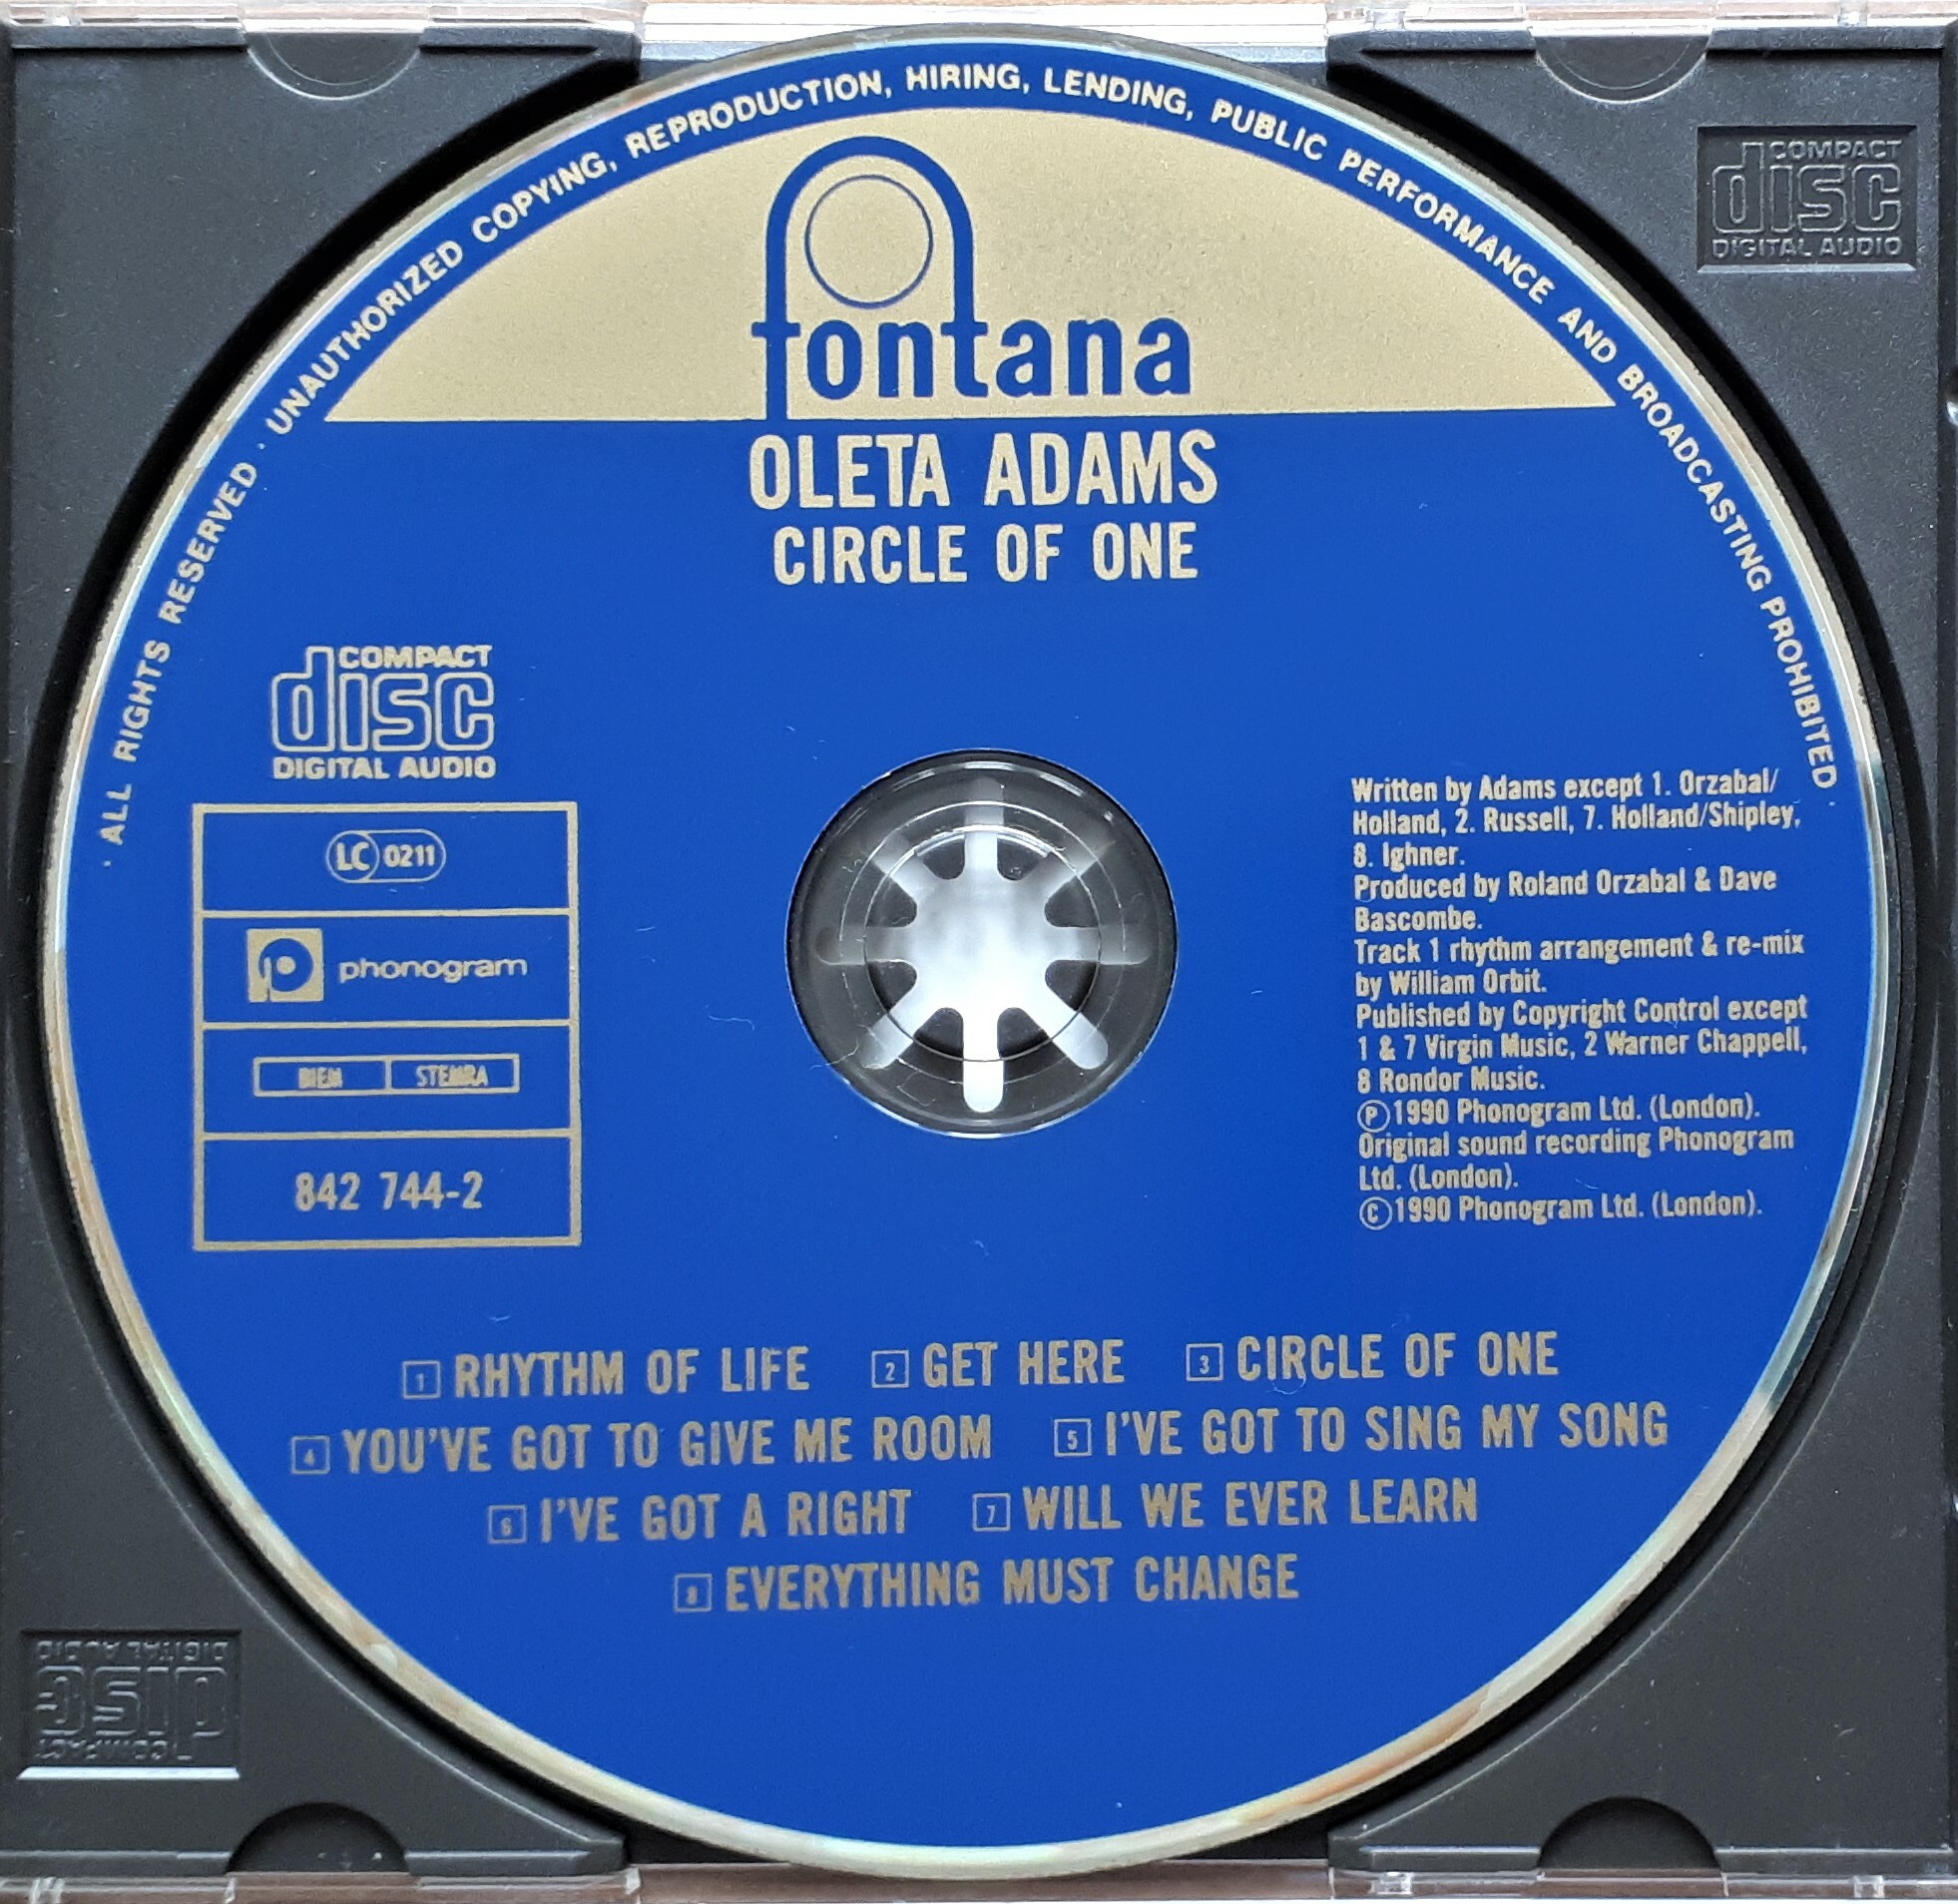 · ALL RIGHTS RESERVED · UNAUTHORIZED COPYING, REPRODUCTION, HIRING, LENDING, PUBLIC PERFORMANCE AND BROADCASTING PROHIBITED ·
fontana
OLETA ADAMS
CIRCLE OF ONE
COMPACT
disc
DIGITAL AUDIO
LC 0211
phonogram
BIEM STEMRA
842 744-2
Written by Adams except 1. Orzabal/
Holland, 2. Russell, 7. Holland/Shipley,
8. Ighner.
Produced by Roland Orzabal & Dave
Bascombe.
Track 1 rhythm arrangement & re-mix
by William Orbit.
Published by Copyright Control except
1 & 7 Virgin Music, 2 Warner Chappell,
8 Rondor Music.
Ⓟ1990 Phonogram Ltd. (London).
Original sound recording Phonogram
Ltd. (London).
Ⓒ1990 Phonogram Ltd. (London).
1 RHYTHM OF LIFE 2 GET HERE 3 CIRCLE OF ONE
4 YOU'VE GOT TO GIVE ME ROOM 5 I'VE GOT TO SING MY SONG
6 I'VE GOT A RIGHT 7 WILL WE EVER LEARN
8 EVERYTHING MUST CHANGE
COMPACT
disc
DIGITAL AUDIO
COMPACT
disc
DIGITAL AUDIO